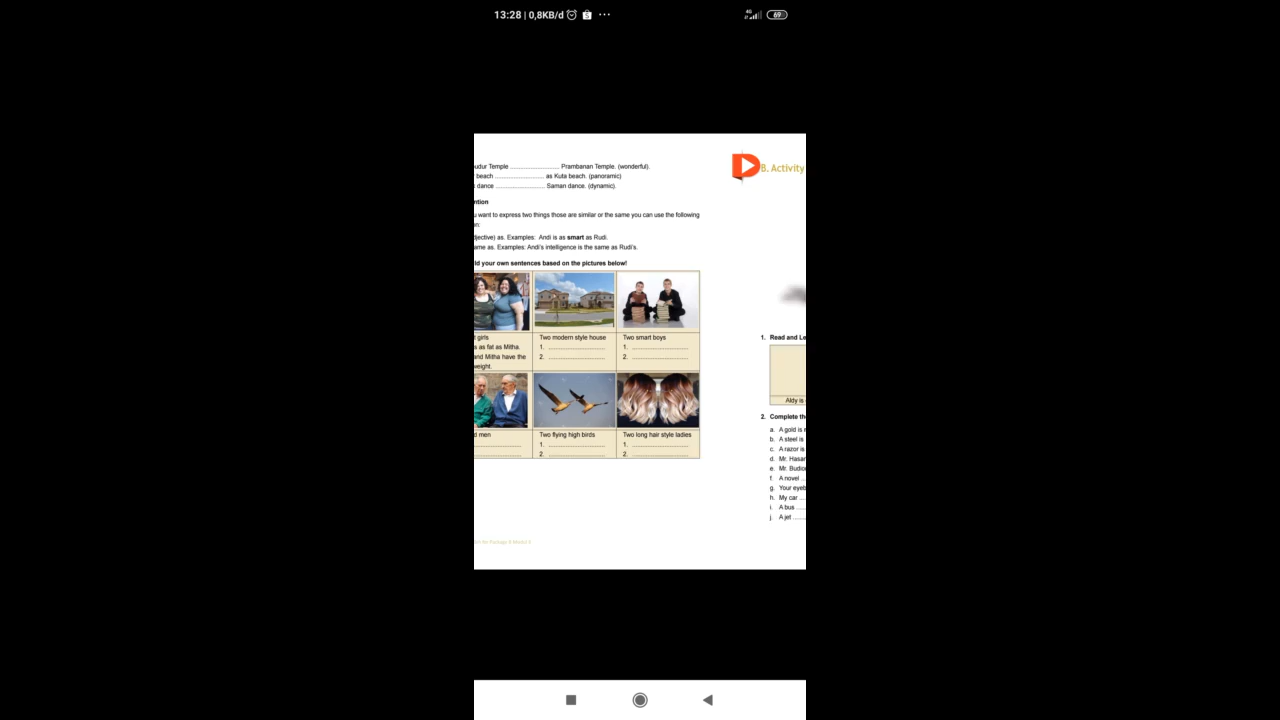 13:28 | 0,8KB/d
4G
69
udur Temple ............................ Prambanan Temple. (wonderful).
beach ........................... as Kuta beach. (panoramic)
dance ............................ Saman dance. (dynamic).
ntion
u want to express two things those are similar or the same you can use the following
n:
djective) as. Examples: Andi is as smart as Rudi.
ame as. Examples: Andi's intelligence is the same as Rudi's.
ld your own sentences based on the pictures below!
t girls
s as fat as Mitha.
and Mitha have the
weight.
Two modern style house
1. ................................
2. ................................
Two smart boys
1. ................................
2. ................................
d men
................................
................................
Two flying high birds
1. ................................
2. ................................
Two long hair style ladies
1. ................................
2. ................................
B. Activity
1. Read and Le
Aldy is
2. Complete the
a. A gold is
b. A steel is
c. A razor is
d. Mr. Hasan
e. Mr. Budio
f. A novel ...
g. Your eyeb
h. My car ....
i. A bus .....
j. A jet .......